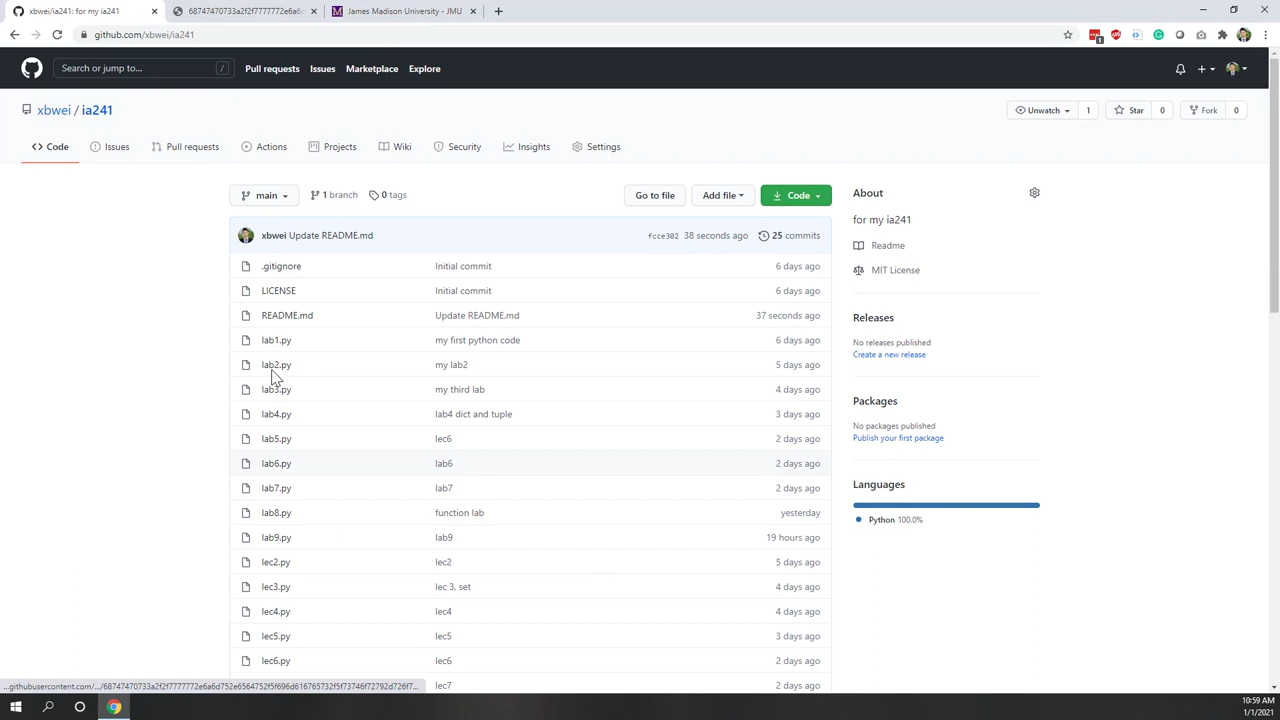 xbwei/ia241: for my ia241
68747470733a2f2f7777772e6a6
James Madison University - JMU
github.com/xbwei/ia241
1
Search or jump to...
/
Pull requests
Issues
Marketplace
Explore
xbwei / ia241
Unwatch
1
Star
0
Fork
0
Code
Issues
Pull requests
Actions
Projects
Wiki
Security
Insights
Settings
main
1 branch
0 tags
Go to file
Add file
Code
About
for my ia241
Readme
MIT License
xbwei Update README.md fcce302 38 seconds ago 25 commits
.gitignore Initial commit 6 days ago
LICENSE Initial commit 6 days ago
README.md Update README.md 37 seconds ago
lab1.py my first python code 6 days ago
lab2.py my lab2 5 days ago
lab3.py my third lab 4 days ago
lab4.py lab4 dict and tuple 3 days ago
lab5.py lec6 2 days ago
lab6.py lab6 2 days ago
lab7.py lab7 2 days ago
lab8.py function lab yesterday
lab9.py lab9 19 hours ago
lec2.py lec2 5 days ago
lec3.py lec 3, set 4 days ago
lec4.py lec4 4 days ago
lec5.py lec5 3 days ago
lec6.py lec6 2 days ago
lec7 2 days ago
Releases
No releases published
Create a new release
Packages
No packages published
Publish your first package
Languages
Python 100.0%
10:59 AM
1/1/2021